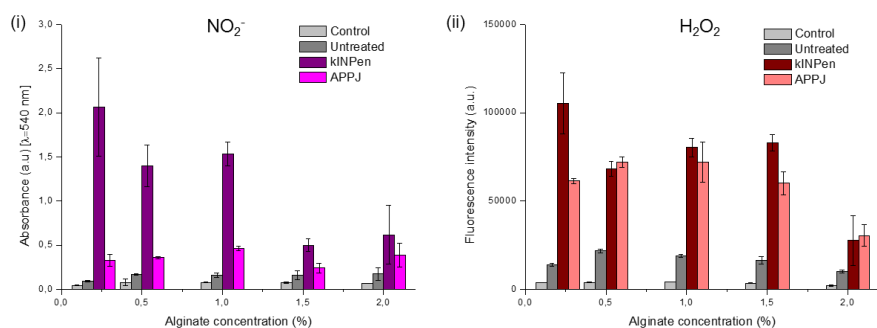 (i)
NO₂⁻
Control
Untreated
kINPen
APPJ
Absorbance (a.u) [λ=540 nm]
3,0
2,5
2,0
1,5
1,0
0,5
0,0
0,0 0,5 1,0 1,5 2,0
Alginate concentration (%)
(ii)
H₂O₂
Control
Untreated
kINPen
APPJ
Fluorescence intensity (a.u.)
150000
100000
50000
0
0,0 0,5 1,0 1,5 2,0
Alginate concentration (%)